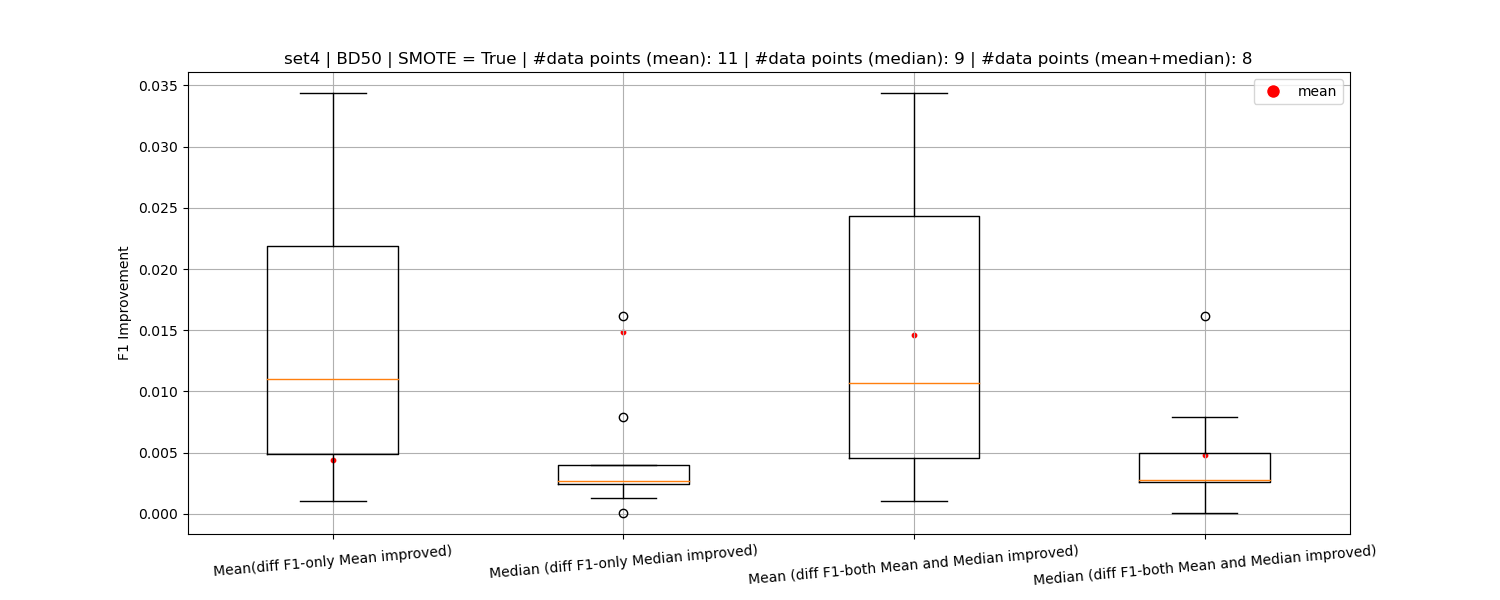 set4 | BD50 | SMOTE = True | #data points (mean): 11 | #data points (median): 9 | #data points (mean+median): 8
mean
F1 Improvement
0.035
0.030
0.025
0.020
0.015
0.010
0.005
0.000
Mean(diff F1-only Mean improved)
Median (diff F1-only Median improved)
Mean (diff F1-both Mean and Median improved)
Median (diff F1-both Mean and Median improved)